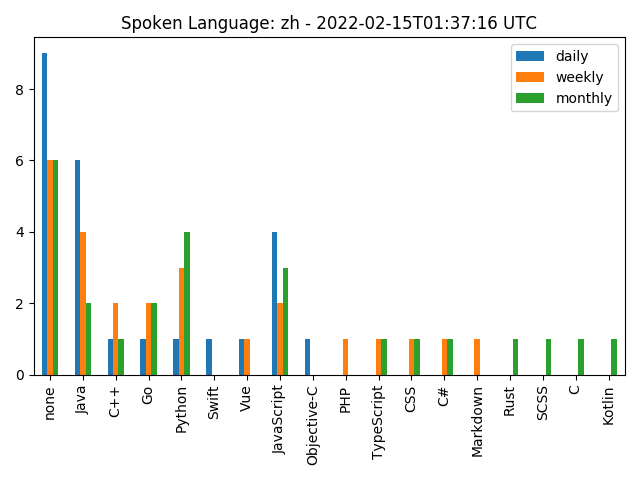 Spoken Language: zh - 2022-02-15T01:37:16 UTC
daily
weekly
monthly
8
6
4
2
0
none
Java
C++
Go
Python
Swift
Vue
JavaScript
Objective-C
PHP
TypeScript
CSS
C#
Markdown
Rust
SCSS
C
Kotlin